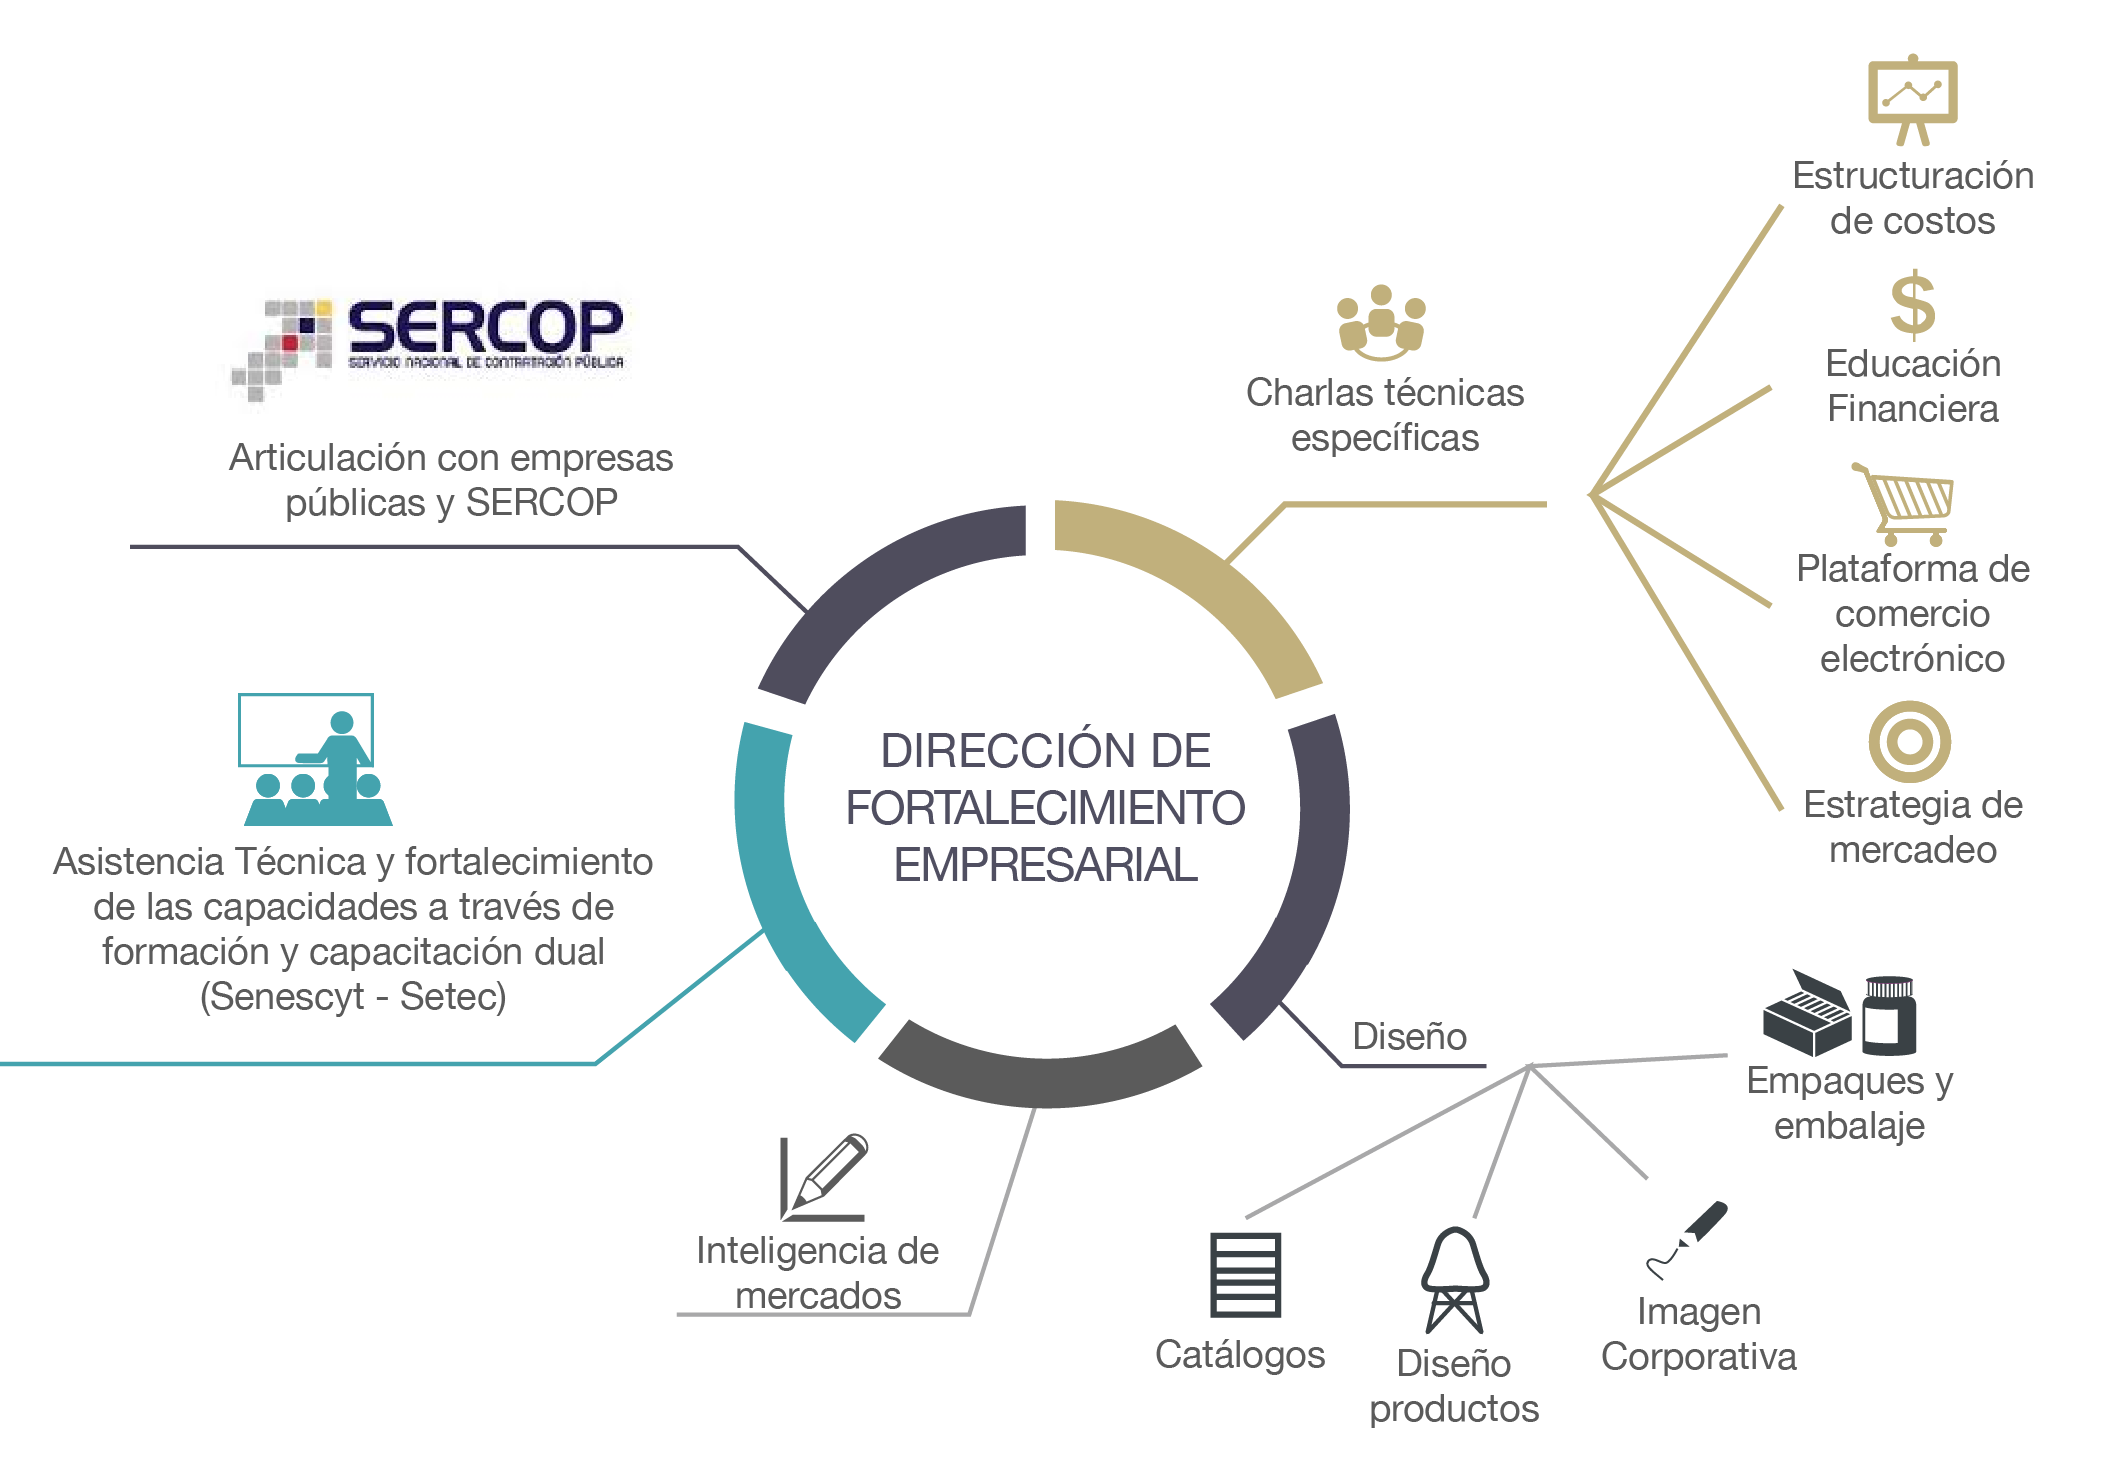 SERCOP
SERVICIO NACIONAL DE CONTRATACIÓN PÚBLICA
Articulación con empresas
públicas y SERCOP
Asistencia Técnica y fortalecimiento
de las capacidades a través de
formación y capacitación dual
(Senescyt - Setec)
DIRECCIÓN DE
FORTALECIMIENTO
EMPRESARIAL
Charlas técnicas
específicas
Estructuración
de costos
$
Educación
Financiera
Plataforma de
comercio
electrónico
Estrategia de
mercadeo
Diseño
Empaques y
embalaje
Imagen
Corporativa
Diseño
productos
Catálogos
Inteligencia de
mercados